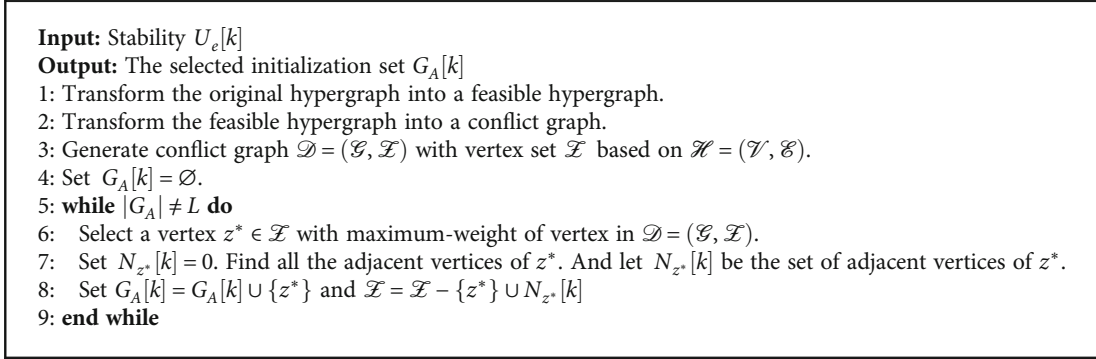 Input: Stability U_e[k]
Output: The selected initialization set G_A[k]
1: Transform the original hypergraph into a feasible hypergraph.
2: Transform the feasible hypergraph into a conflict graph.
3: Generate conflict graph 𝒟 = (𝒢, 𝒵) with vertex set 𝒵 based on ℋ = (𝒱, ℰ).
4: Set G_A[k] = ∅.
5: while |G_A| ≠ L do
6: Select a vertex z* ∈ 𝒵 with maximum-weight of vertex in 𝒟 = (𝒢, 𝒵).
7: Set N_{z*}[k] = 0. Find all the adjacent vertices of z*. And let N_{z*}[k] be the set of adjacent vertices of z*.
8: Set G_A[k] = G_A[k] ∪ {z*} and 𝒵 = 𝒵 − {z*} ∪ N_{z*}[k]
9: end while